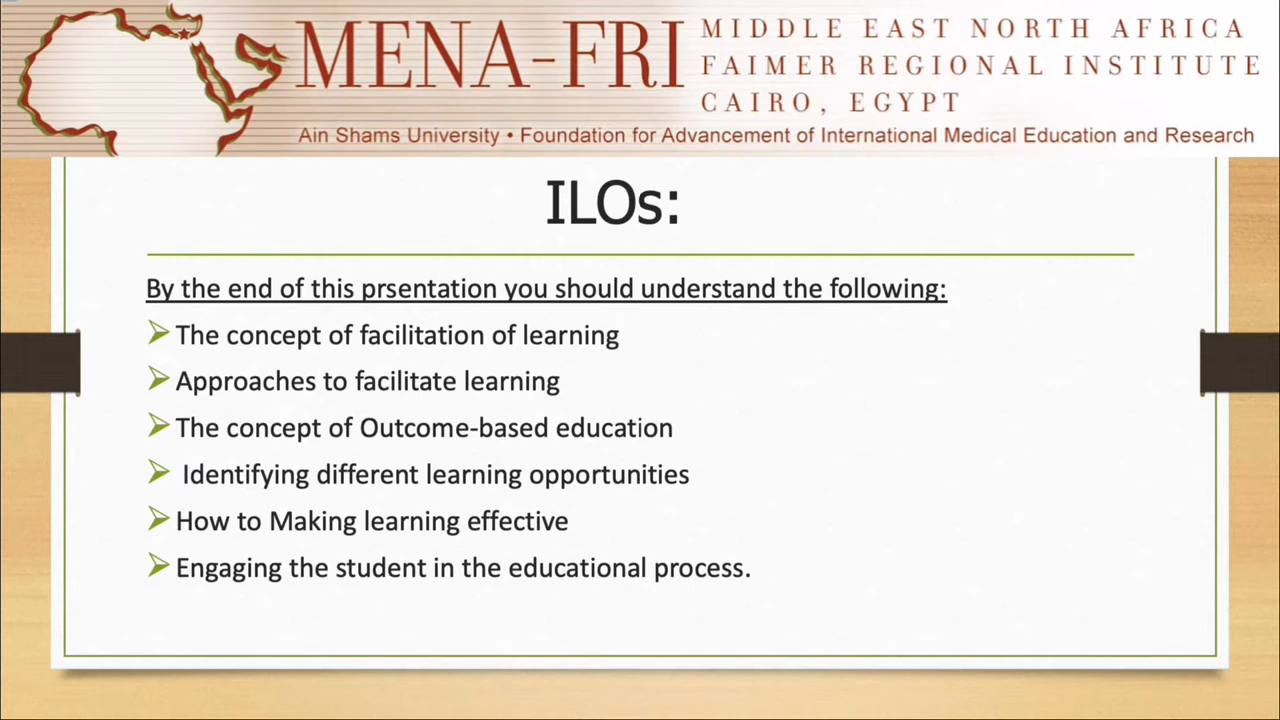 MENA-FRI
MIDDLE EAST NORTH AFRICA
FAIMER REGIONAL INSTITUTE
CAIRO, EGYPT
Ain Shams University • Foundation for Advancement of International Medical Education and Research
ILOs:
By the end of this prsentation you should understand the following:
The concept of facilitation of learning
Approaches to facilitate learning
The concept of Outcome-based education
Identifying different learning opportunities
How to Making learning effective
Engaging the student in the educational process.